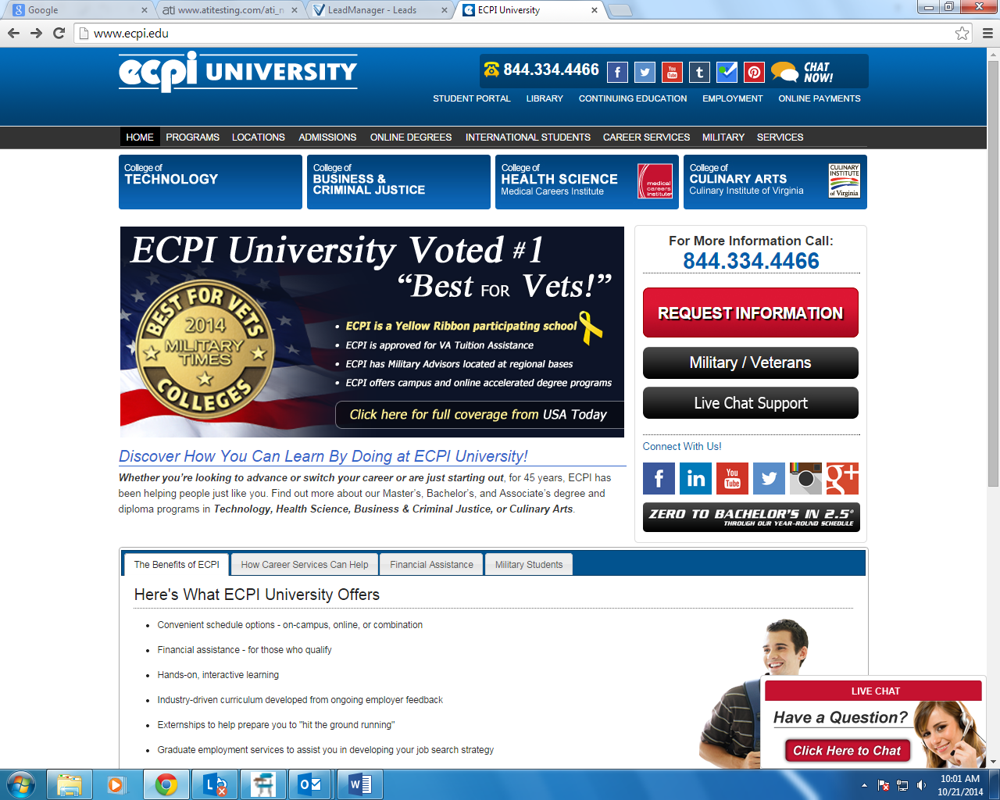 Google
ati www.atitesting.com/ati_n
LeadManager - Leads
ECPI University
www.ecpi.edu
ecpi UNIVERSITY
844.334.4466
CHAT
NOW!
STUDENT PORTAL LIBRARY CONTINUING EDUCATION EMPLOYMENT ONLINE PAYMENTS
HOME PROGRAMS LOCATIONS ADMISSIONS ONLINE DEGREES INTERNATIONAL STUDENTS CAREER SERVICES MILITARY SERVICES
College of
TECHNOLOGY
College of
BUSINESS &
CRIMINAL JUSTICE
College of
HEALTH SCIENCE
Medical Careers Institute
medical
careers
institute
College of
CULINARY ARTS
Culinary Institute of Virginia
CULINARY
INSTITUTE
of Virginia
ECPI University Voted #1
“Best FOR Vets!”
BEST FOR VETS
2014
MILITARY
TIMES
COLLEGES
• ECPI is a Yellow Ribbon participating school
• ECPI is approved for VA Tuition Assistance
• ECPI has Military Advisors located at regional bases
• ECPI offers campus and online accelerated degree programs
Click here for full coverage from USA Today
For More Information Call:
844.334.4466
REQUEST INFORMATION
Military / Veterans
Live Chat Support
Connect With Us!
You
Tube
ZERO TO BACHELOR'S IN 2.5®
THROUGH OUR YEAR-ROUND SCHEDULE
Discover How You Can Learn By Doing at ECPI University!
Whether you’re looking to advance or switch your career or are just starting out, for 45 years, ECPI has
been helping people just like you. Find out more about our Master’s, Bachelor’s, and Associate’s degree and
diploma programs in Technology, Health Science, Business & Criminal Justice, or Culinary Arts.
The Benefits of ECPI
How Career Services Can Help
Financial Assistance
Military Students
Here's What ECPI University Offers
• Convenient schedule options - on-campus, online, or combination
• Financial assistance - for those who qualify
• Hands-on, interactive learning
• Industry-driven curriculum developed from ongoing employer feedback
• Externships to help prepare you to "hit the ground running"
• Graduate employment services to assist you in developing your job search strategy
LIVE CHAT
Have a Question?
Click Here to Chat
10:01 AM
10/21/2014